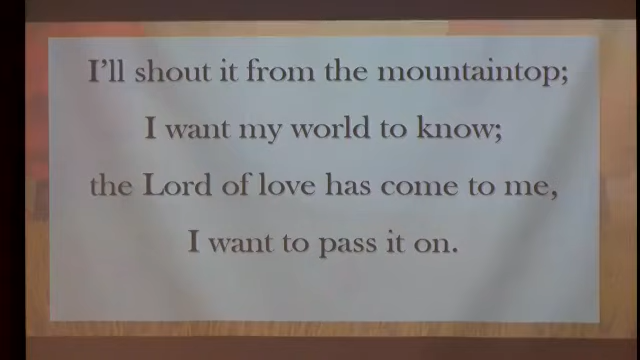 I'll shout it from the mountaintop;
I want my world to know;
the Lord of love has come to me,
I want to pass it on.